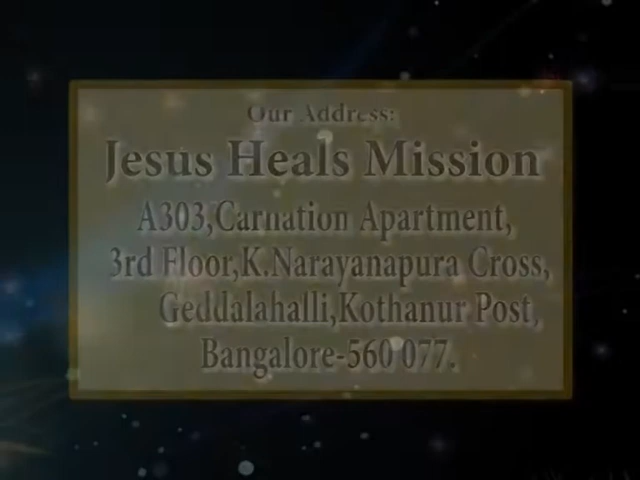 Our Address:
Jesus Heals Mission
A303,Carnation Apartment,
3rd Floor,K.Narayanapura Cross,
Geddalahalli,Kothanur Post,
Bangalore-560 077.